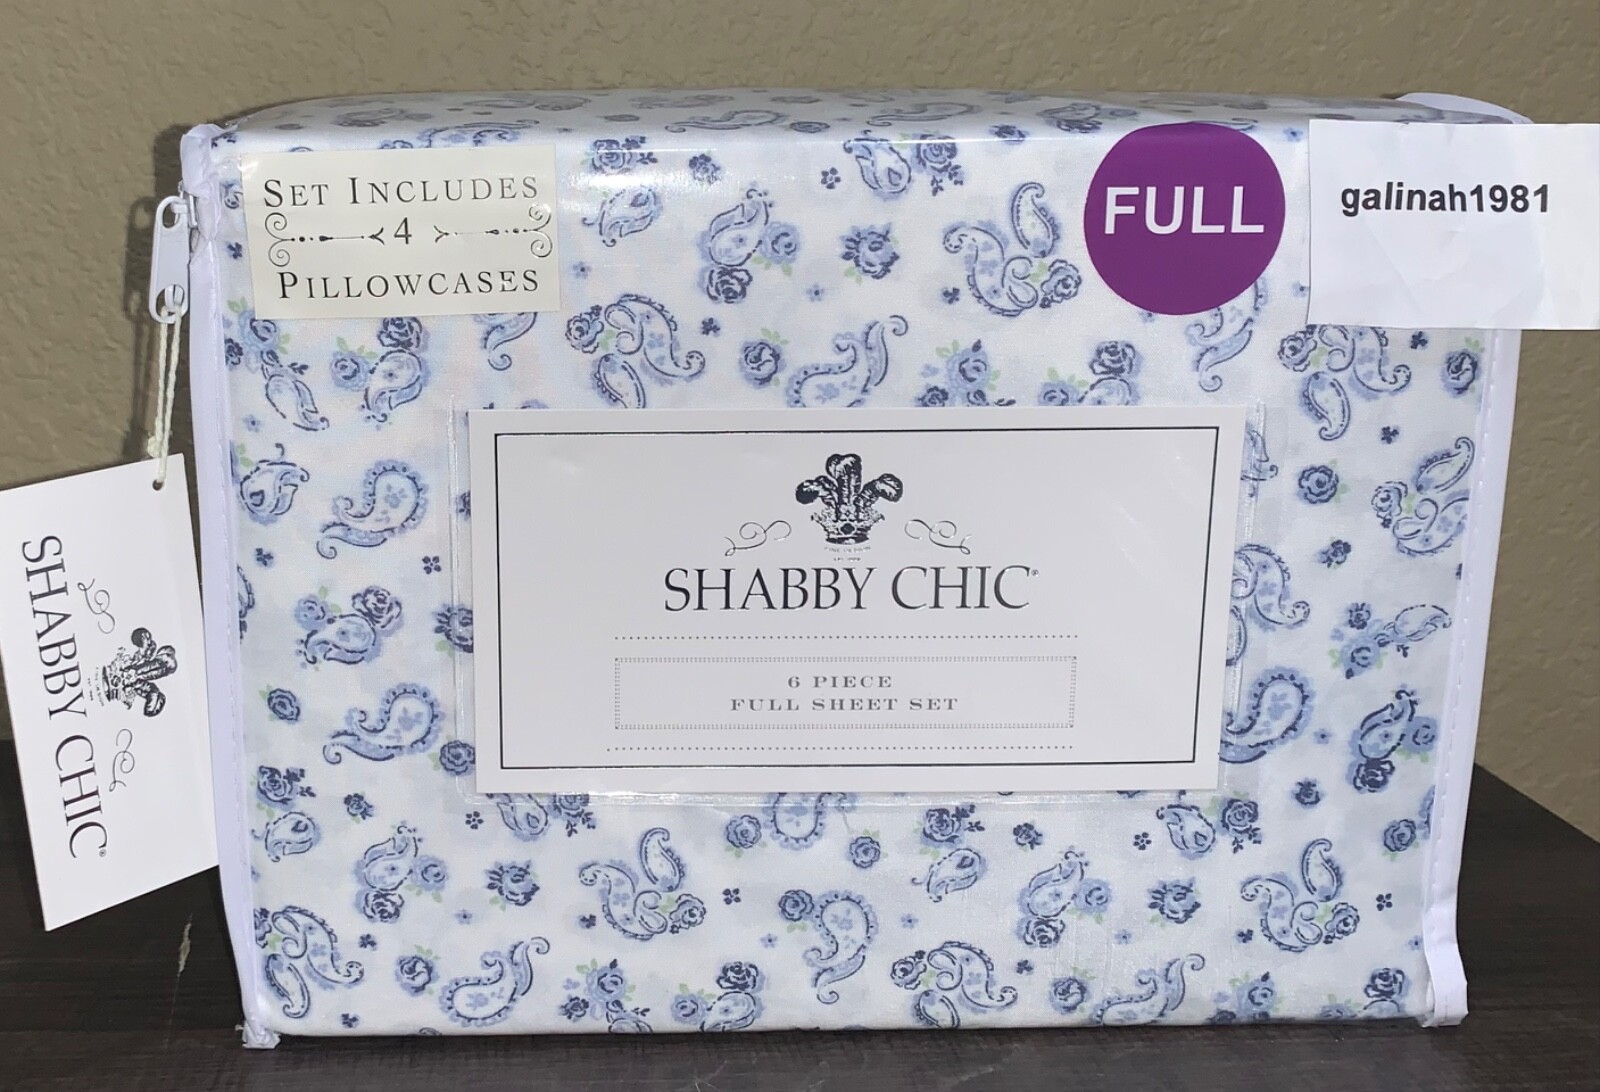 SET INCLUDES
4
PILLOWCASES
FULL
galinah1981
SHABBY CHIC®
6 PIECE
FULL SHEET SET
SHABBY CHIC®